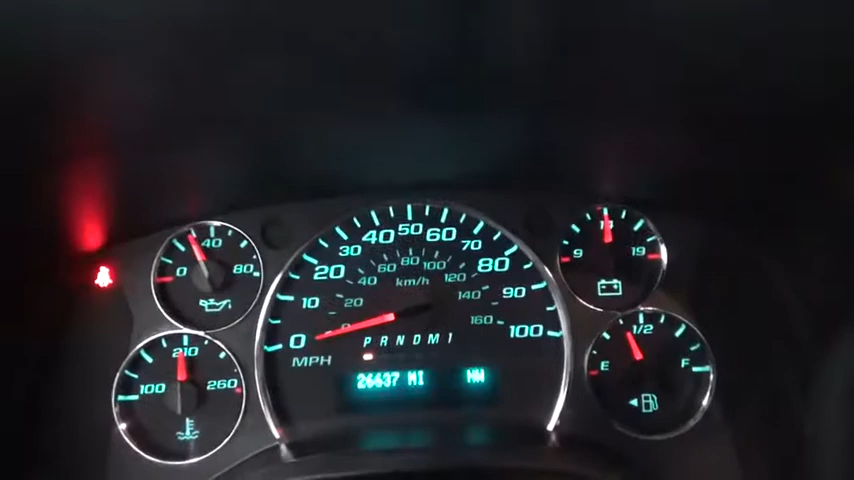 0 40 80
100 210 260
0 10 20 30 40 50 60 70 80 90 100
MPH
20 40 60 80 100 120 140 160
km/h
P R N D M 1
26637 MI NW
9 19
E 1/2 F